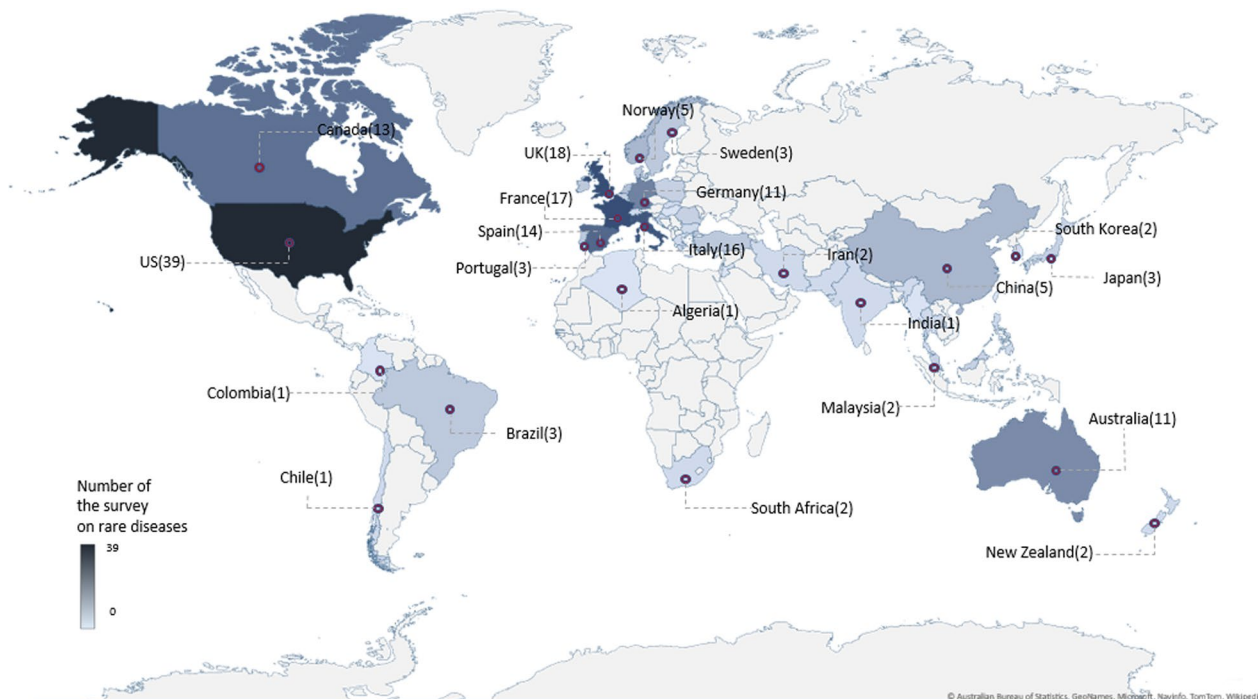 Norway(5)
Canada(13)
UK(18)
Sweden(3)
France(17)
Germany(11)
Spain(14)
South Korea(2)
Italy(16)
Iran(2)
US(39)
Portugal(3)
China(5)
Japan(3)
Algeria(1)
India(1)
Colombia(1)
Malaysia(2)
Australia(11)
Brazil(3)
Chile(1)
Number of
the survey
on rare diseases
South Africa(2)
39
New Zealand(2)
0
© Australian Bureau of Statistics, GeoNames, Microsoft, Navinfo, TomTom, Wikipedi